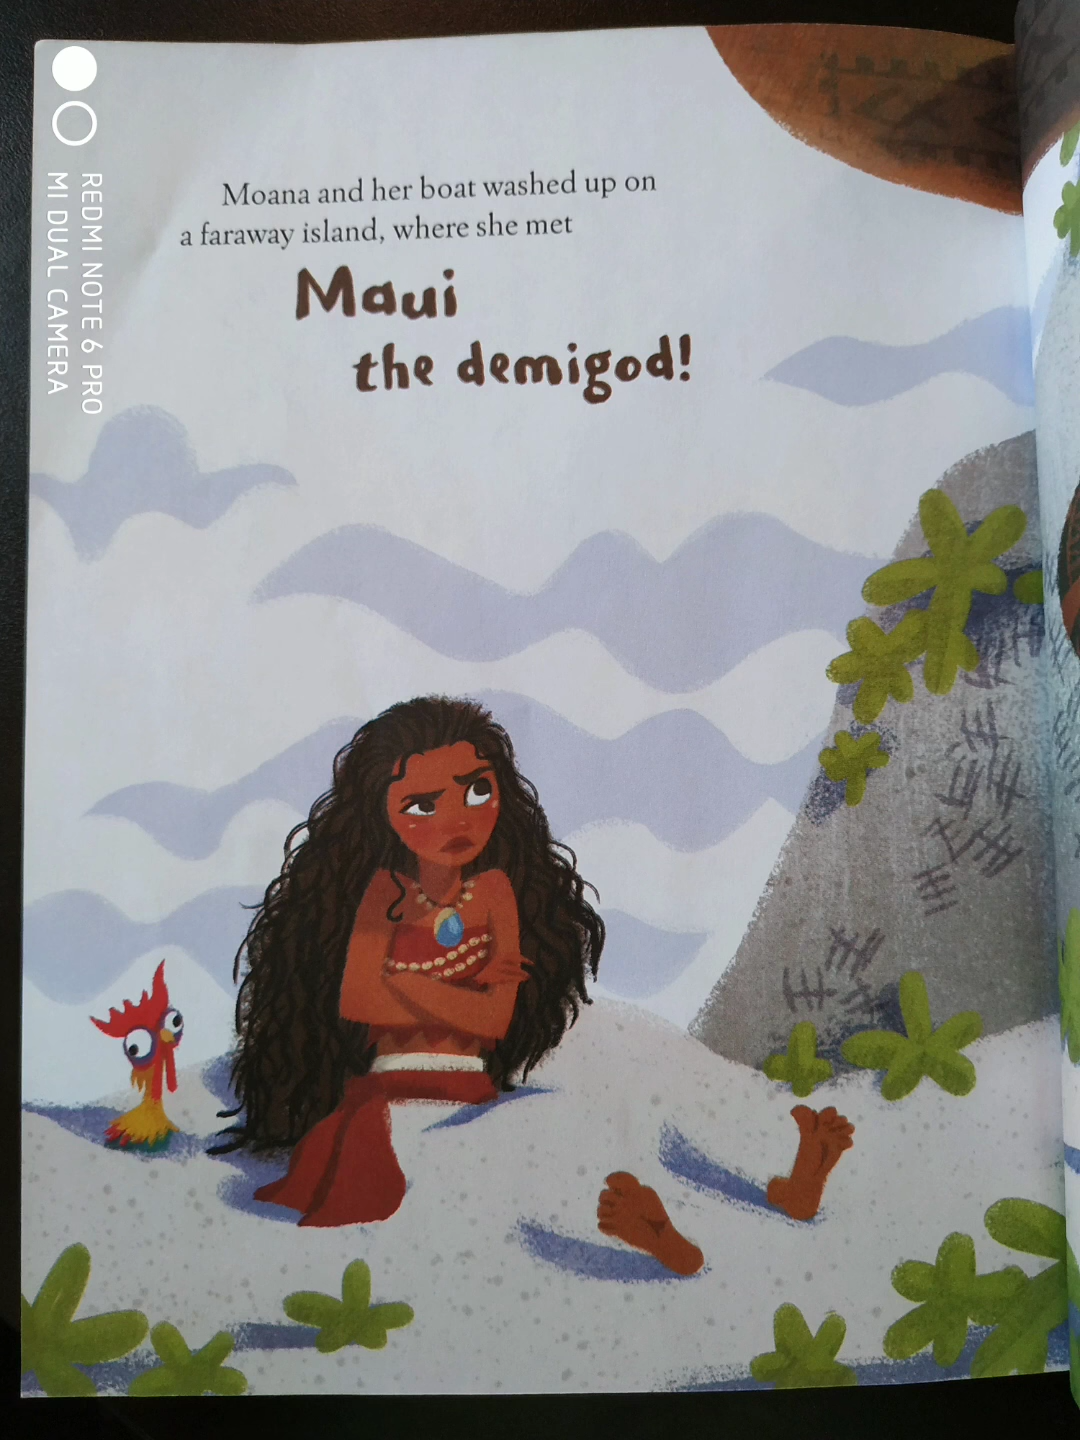 Moana and her boat washed up on
a faraway island, where she met
Maui
the demigod!
REDMI NOTE 6 PRO
MI DUAL CAMERA